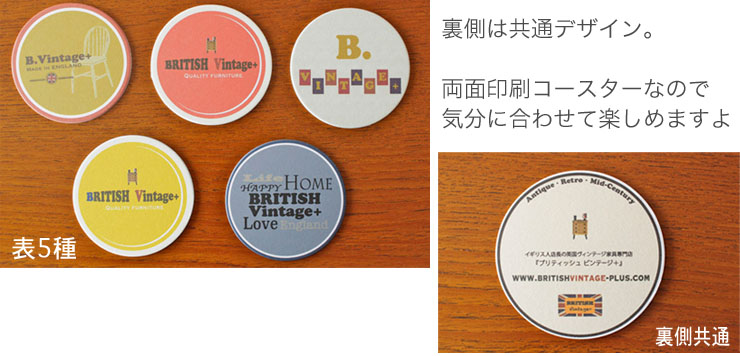 B.Vintage+
MADE IN ENGLAND
BRITISH Vintage+
QUALITY FURNITURE
B.
VINTAGE+
BRITISH Vintage+
QUALITY FURNITURE
Life
HAPPY HOME
BRITISH
Vintage+
Love England
表5種
裏側は共通デザイン。
両面印刷コースターなので
気分に合わせて楽しめますよ
Antique・Retro・Mid-Century
イギリス人店長の英国ヴィンテージ家具専門店
『ブリティッシュ ビンテージ+』
WWW.BRITISHVINTAGE-PLUS.COM
BRITISH
Vintage+
裏側共通